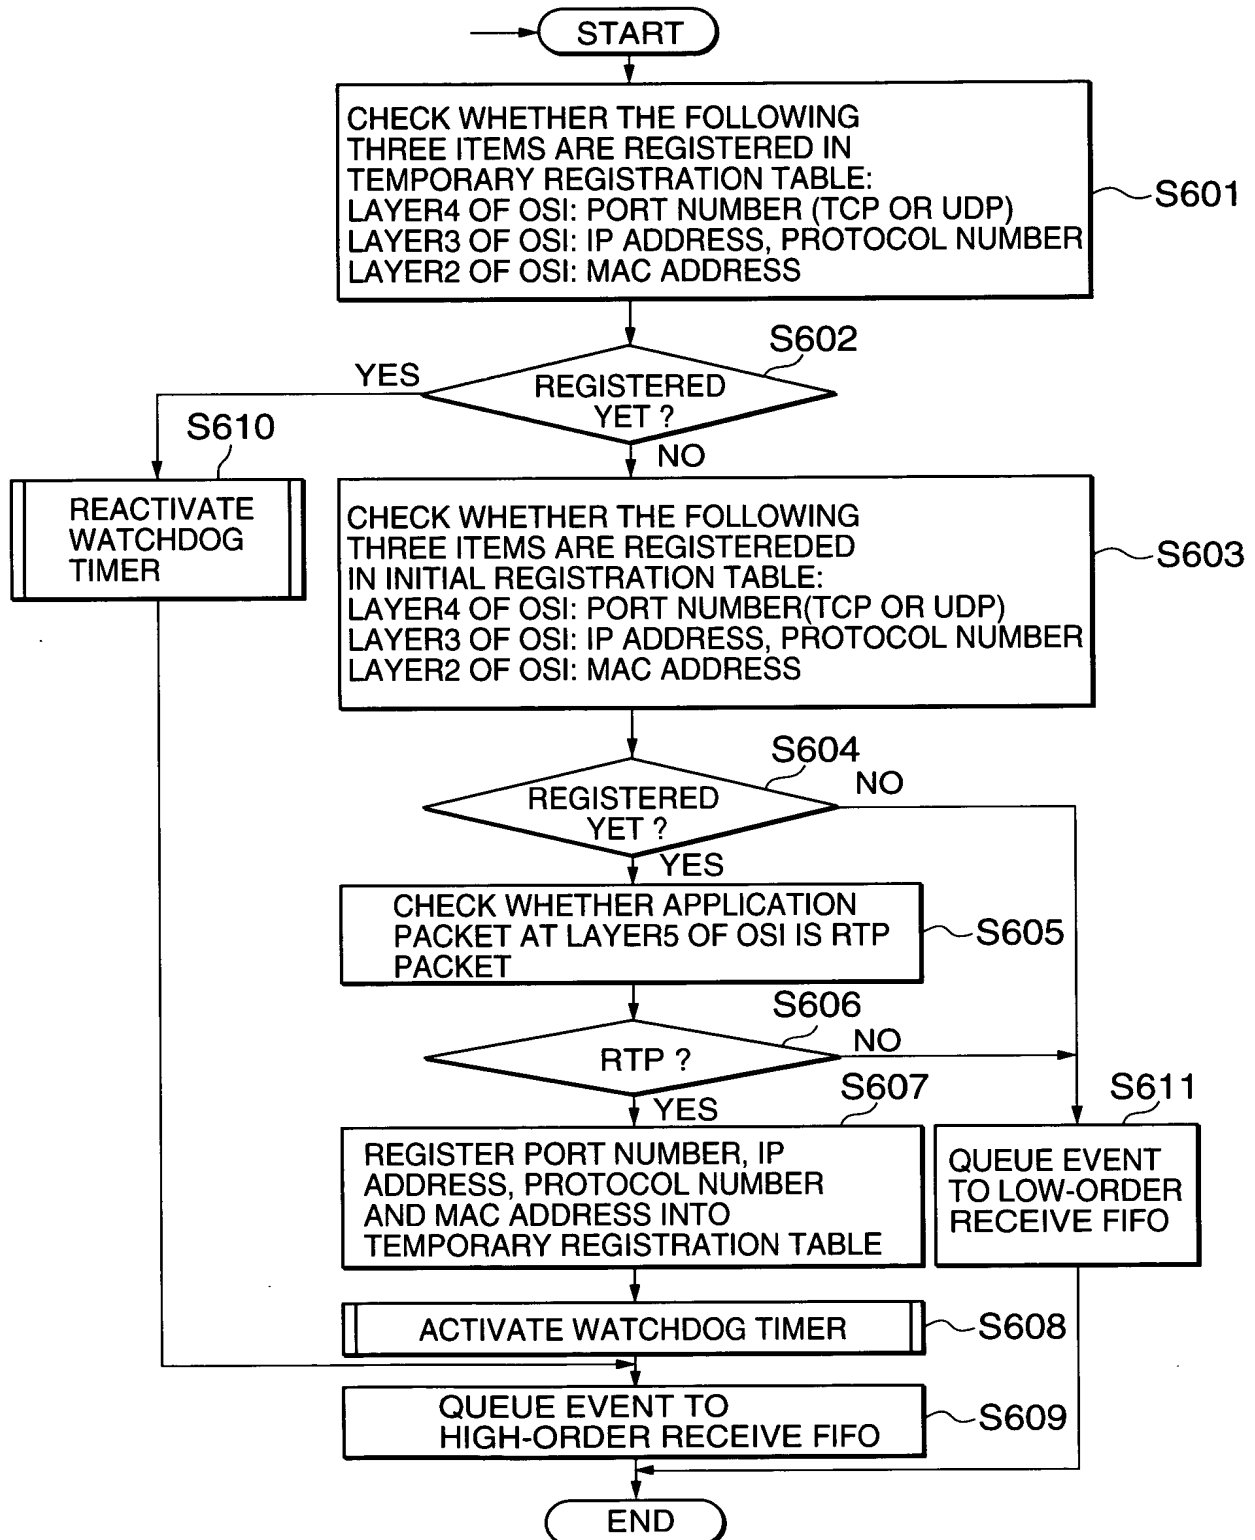 START
CHECK WHETHER THE FOLLOWING
THREE ITEMS ARE REGISTERED IN
TEMPORARY REGISTRATION TABLE:
LAYER4 OF OSI: PORT NUMBER (TCP OR UDP)
LAYER3 OF OSI: IP ADDRESS, PROTOCOL NUMBER
LAYER2 OF OSI: MAC ADDRESS
S601
S602
YES
REGISTERED
YET ?
S610
NO
REACTIVATE
WATCHDOG
TIMER
CHECK WHETHER THE FOLLOWING
THREE ITEMS ARE REGISTEREDED
IN INITIAL REGISTRATION TABLE:
LAYER4 OF OSI: PORT NUMBER(TCP OR UDP)
LAYER3 OF OSI: IP ADDRESS, PROTOCOL NUMBER
LAYER2 OF OSI: MAC ADDRESS
S603
S604
NO
REGISTERED
YET ?
YES
CHECK WHETHER APPLICATION
PACKET AT LAYER5 OF OSI IS RTP
PACKET
S605
S606
RTP ?
NO
YES
S607
S611
REGISTER PORT NUMBER, IP
ADDRESS, PROTOCOL NUMBER
AND MAC ADDRESS INTO
TEMPORARY REGISTRATION TABLE
QUEUE EVENT
TO LOW-ORDER
RECEIVE FIFO
ACTIVATE WATCHDOG TIMER
S608
QUEUE EVENT TO
HIGH-ORDER RECEIVE FIFO
S609
END